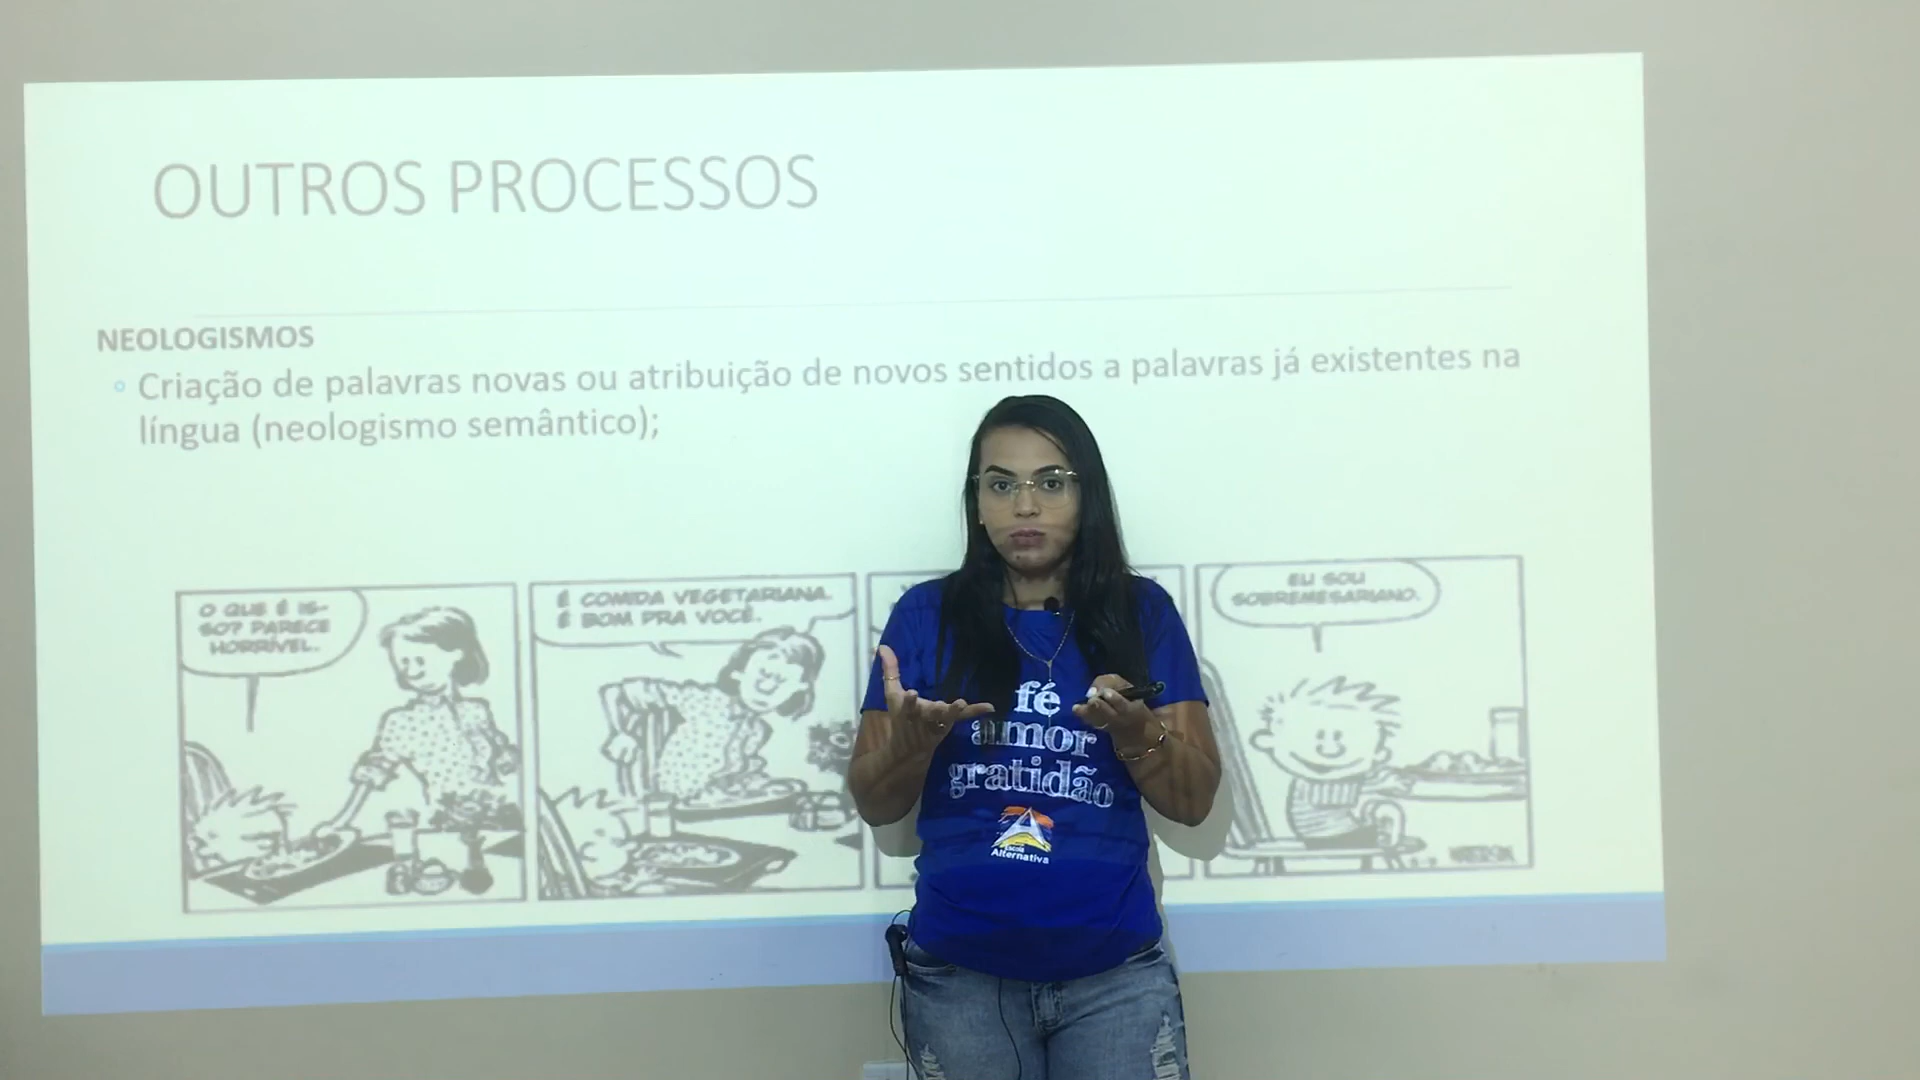 OUTROS PROCESSOS
NEOLOGISMOS
Criação de palavras novas ou atribuição de novos sentidos a palavras já existentes na
língua (neologismo semântico);
O QUE É IS-
SO? PARECE
HORRÍVEL.
É COMIDA VEGETARIANA.
É BOM PRA VOCÊ.
EU SOU
SOBREMESARIANO.
fé
amor
gratidão
Escola
Alternativa